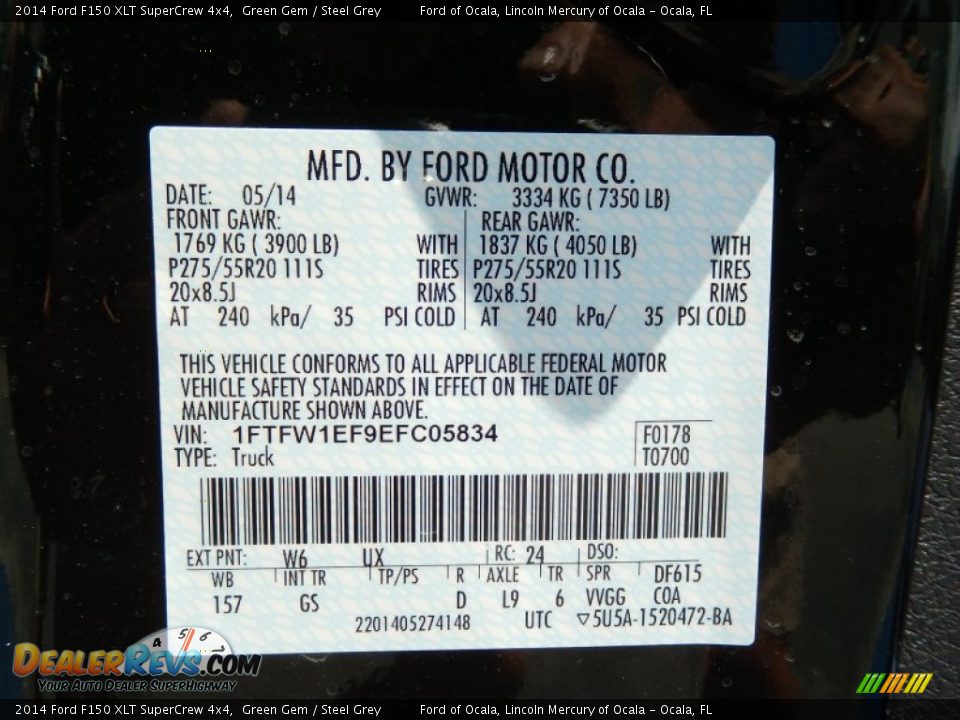 2014 Ford F150 XLT SuperCrew 4x4, Green Gem / Steel Grey Ford of Ocala, Lincoln Mercury of Ocala - Ocala, FL
MFD. BY FORD MOTOR CO.
DATE: 05/14 GVWR: 3334 KG ( 7350 LB)
FRONT GAWR: REAR GAWR:
1769 KG ( 3900 LB) WITH 1837 KG ( 4050 LB) WITH
P275/55R20 111S TIRES P275/55R20 111S TIRES
20x8.5J RIMS 20x8.5J RIMS
AT 240 kPa/ 35 PSI COLD AT 240 kPa/ 35 PSI COLD
THIS VEHICLE CONFORMS TO ALL APPLICABLE FEDERAL MOTOR
VEHICLE SAFETY STANDARDS IN EFFECT ON THE DATE OF
MANUFACTURE SHOWN ABOVE.
VIN: 1FTFW1EF9EFC05834 F0178
TYPE: Truck T0700
EXT PNT: W6 UX RC: 24 DSO:
WB INT TR TP/PS R AXLE TR SPR DF615
157 GS D L9 6 VVGG COA
2201405274148 UTC ▽5U5A-1520472-BA
4 5 6
DEALERREVS.COM
YOUR AUTO DEALER SUPERHIGHWAY
2014 Ford F150 XLT SuperCrew 4x4, Green Gem / Steel Grey Ford of Ocala, Lincoln Mercury of Ocala - Ocala, FL